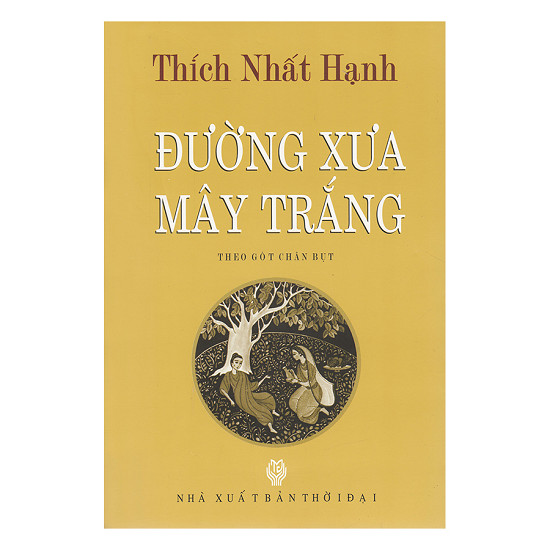 Thích Nhất Hạnh
ĐƯỜNG XƯA
MÂY TRẮNG
THEO GÓT CHÂN BỤT
NHÀ XUẤT BẢN THỜI ĐẠI